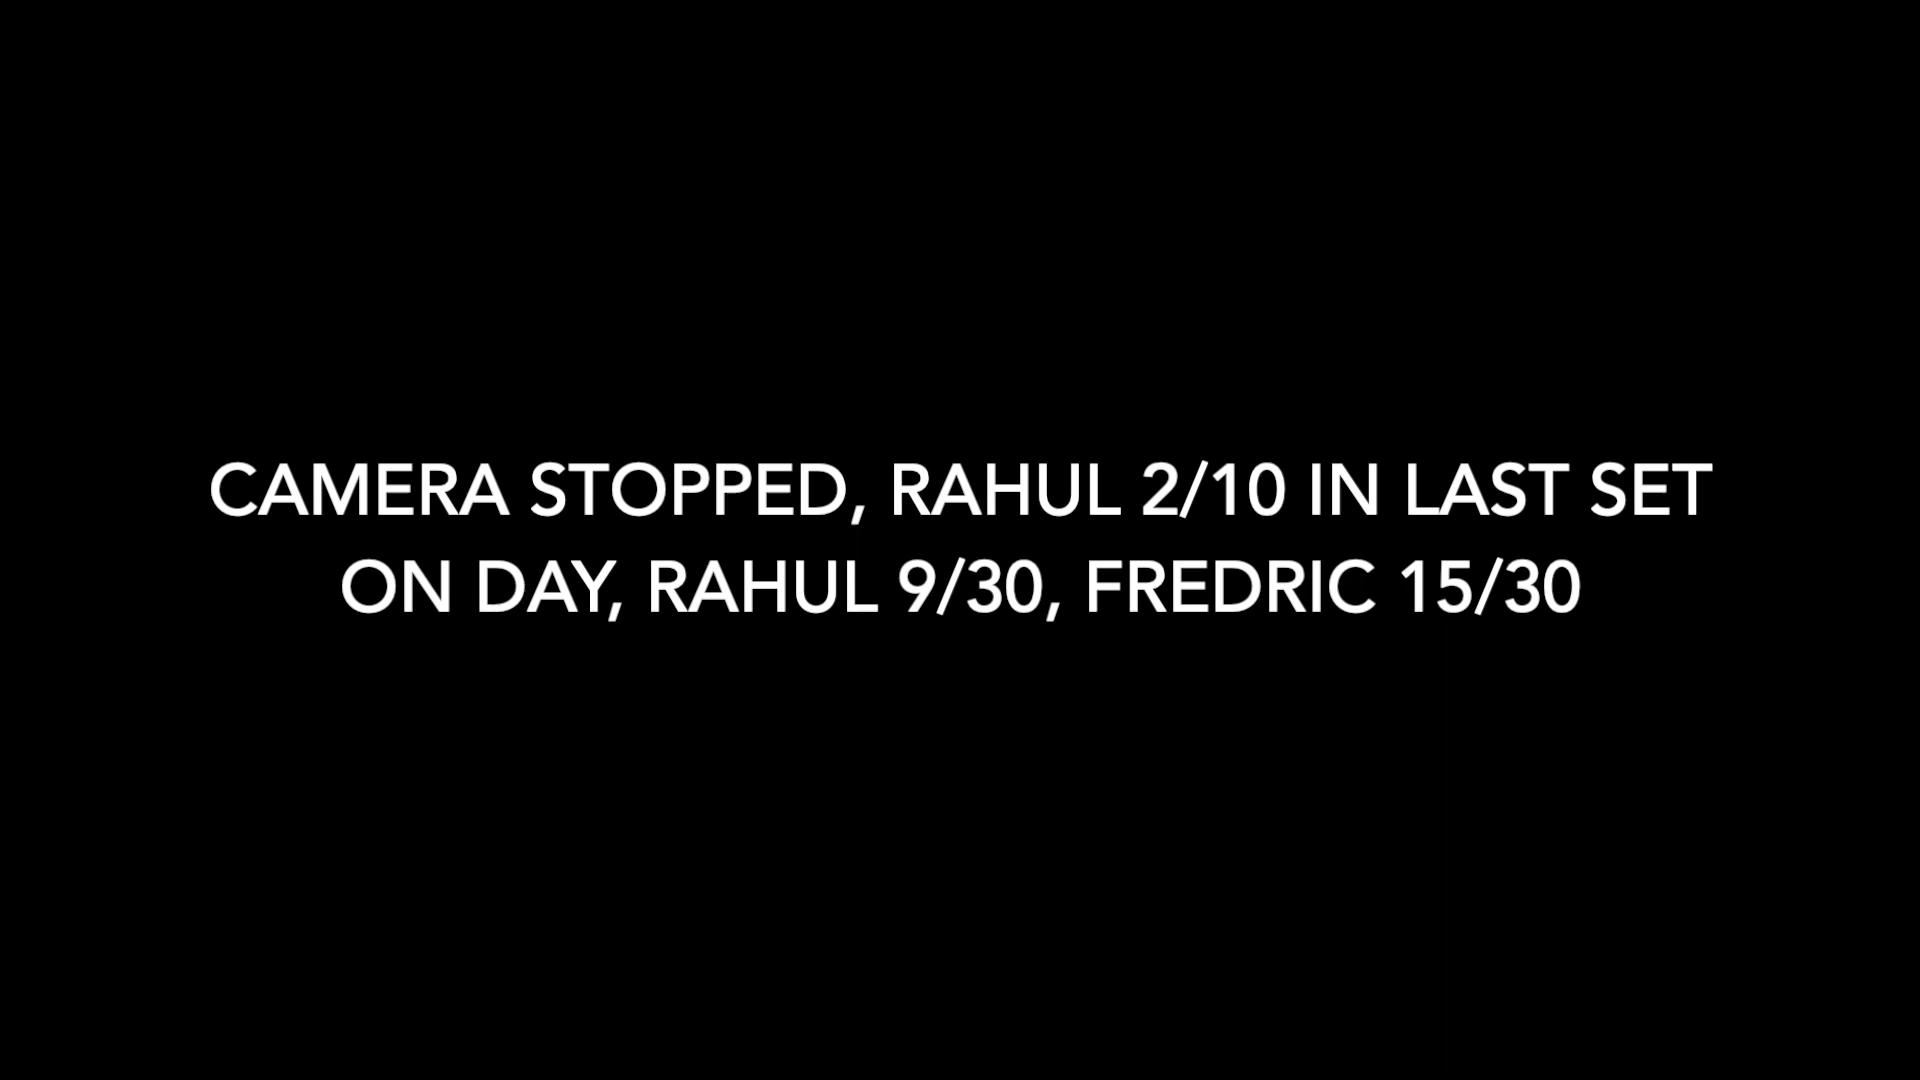 CAMERA STOPPED, RAHUL 2/10 IN LAST SET
ON DAY, RAHUL 9/30, FREDRIC 15/30